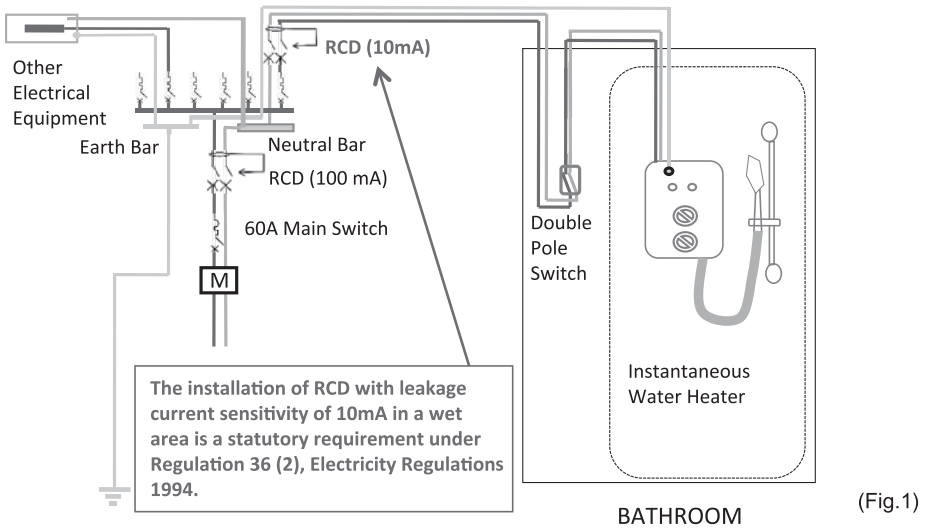 RCD (10mA)
Other
Electrical
Equipment
Earth Bar
Neutral Bar
RCD (100 mA)
60A Main Switch
M
Double
Pole
Switch
Instantaneous
Water Heater
The installation of RCD with leakage
current sensitivity of 10mA in a wet
area is a statutory requirement under
Regulation 36 (2), Electricity Regulations
1994.
BATHROOM
(Fig.1)